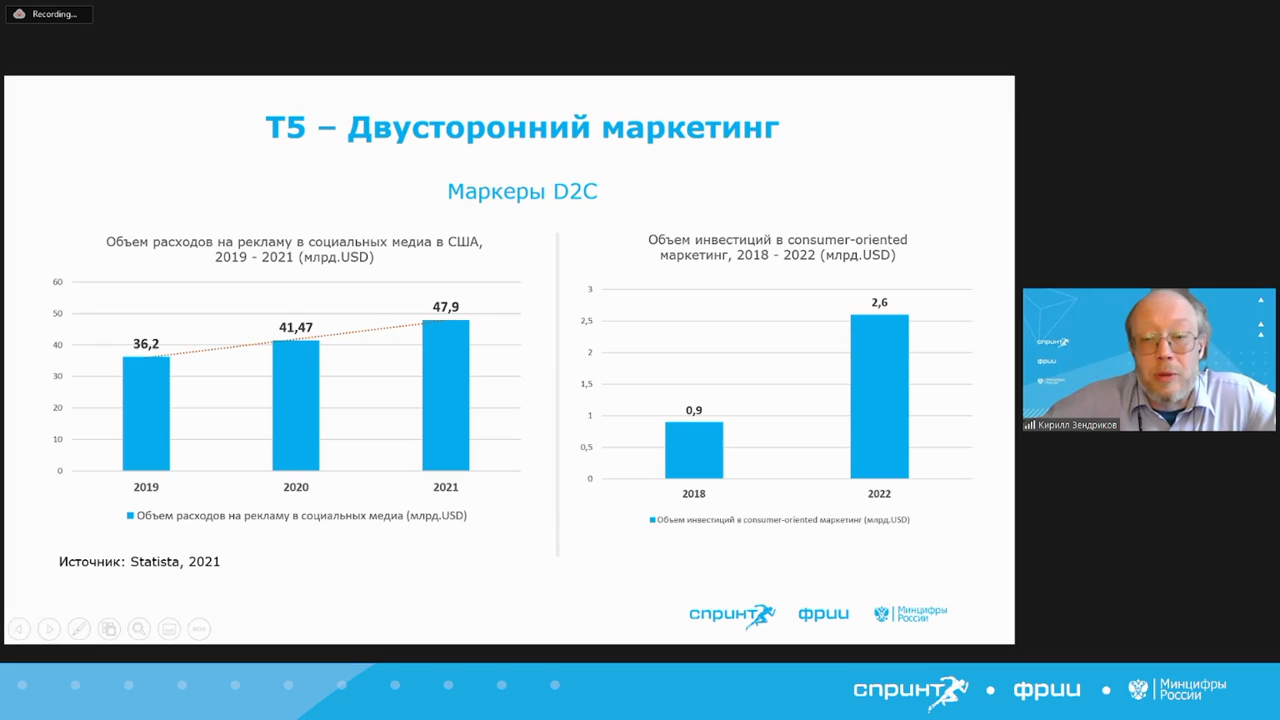 Recording...
Т5 – Двусторонний маркетинг
Маркеры D2C
Объем расходов на рекламу в социальных медиа в США,
2019 - 2021 (млрд.USD)
60
50
40
30
20
10
0
36,2
41,47
47,9
2019
2020
2021
Объем расходов на рекламу в социальных медиа (млрд.USD)
Объем инвестиций в consumer-oriented
маркетинг, 2018 - 2022 (млрд.USD)
3
2,5
2
1,5
1
0,5
0
0,9
2,6
2018
2022
Объем инвестиций в consumer-oriented маркетинг (млрд.USD)
Источник: Statista, 2021
спринт
фрии
Минцифры
России
спринт
фрии
Кирилл Зендриков
спринт
фрии
Минцифры
России